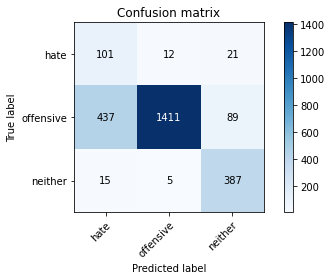 Confusion matrix
hate 101 12 21
offensive 437 1411 89
neither 15 5 387
True label
hate offensive neither
Predicted label
1400
1200
1000
800
600
400
200